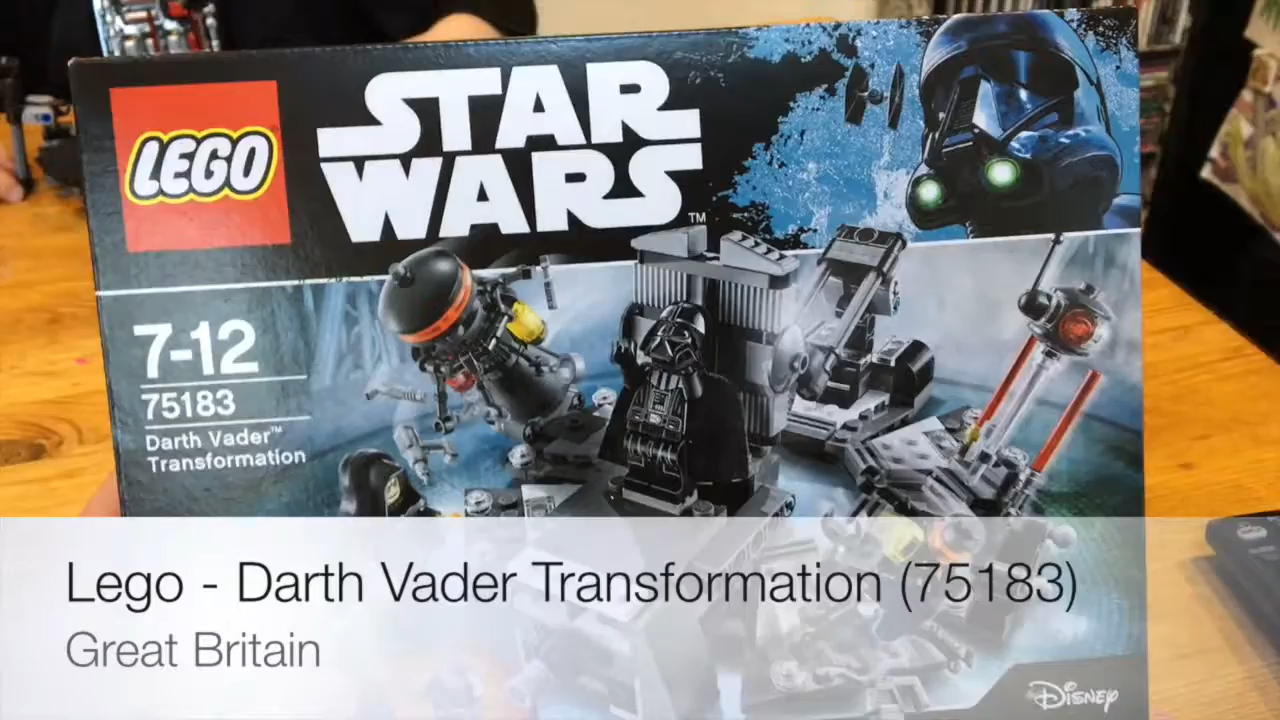 LEGO
STAR
WARS
TM
7-12
75183
Darth Vader™
Transformation
Lego - Darth Vader Transformation (75183)
Great Britain
Disney